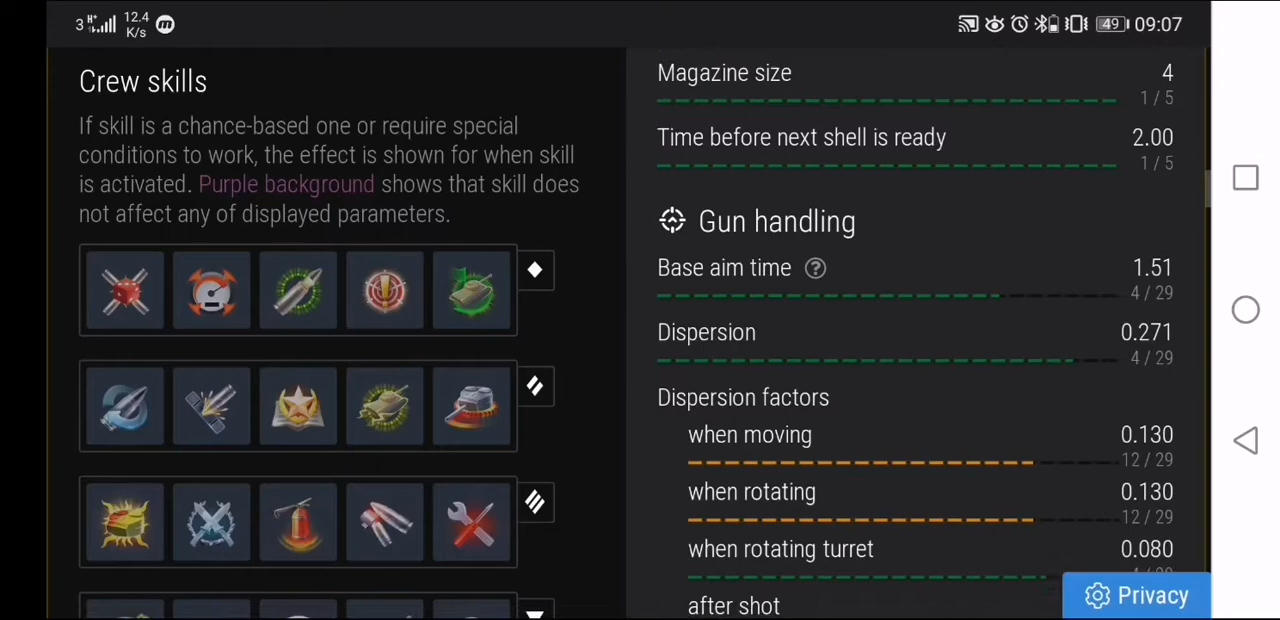 3 H+ 12.4 K/s
49 09:07
Crew skills
If skill is a chance-based one or require special
conditions to work, the effect is shown for when skill
is activated. Purple background shows that skill does
not affect any of displayed parameters.
Magazine size 4
1 / 5
Time before next shell is ready 2.00
1 / 5
Gun handling
Base aim time ? 1.51
4 / 29
Dispersion 0.271
4 / 29
Dispersion factors
when moving 0.130
12 / 29
when rotating 0.130
12 / 29
when rotating turret 0.080
after shot
Privacy